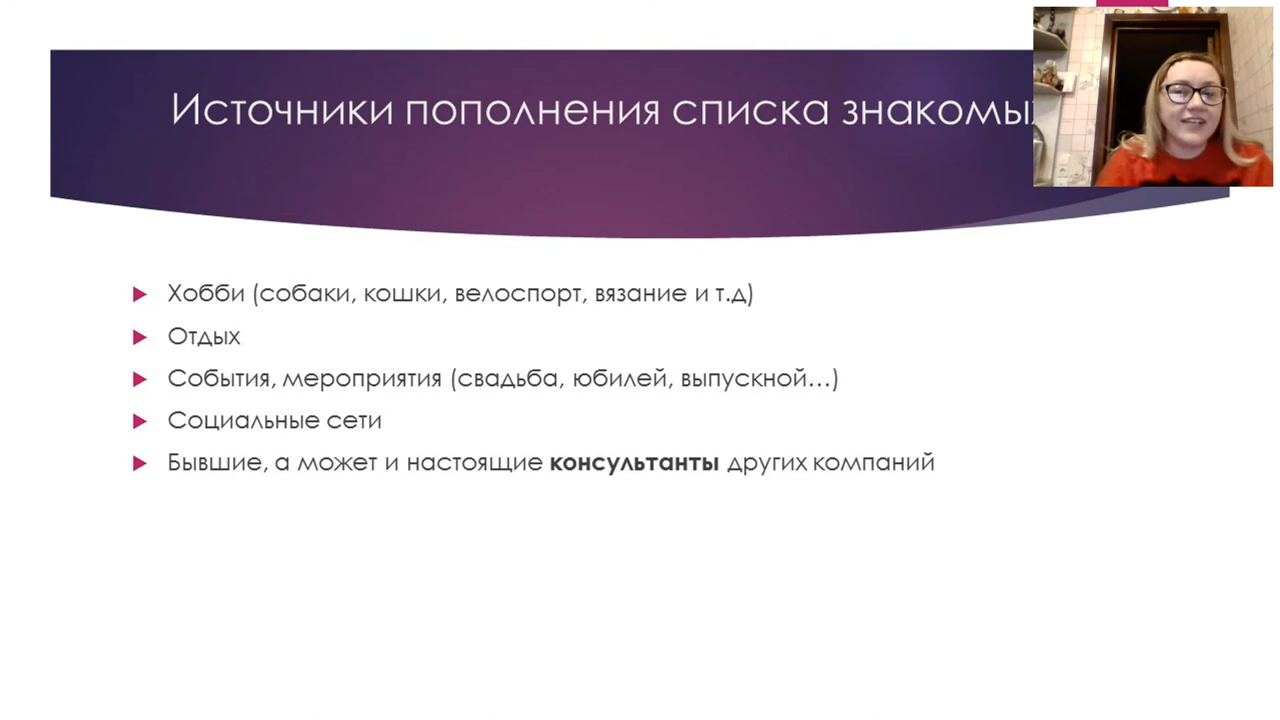 Источники пополнения списка знакомых
Хобби (собаки, кошки, велоспорт, вязание и т.д)
Отдых
События, мероприятия (свадьба, юбилей, выпускной...)
Социальные сети
Бывшие, а может и настоящие консультанты других компаний